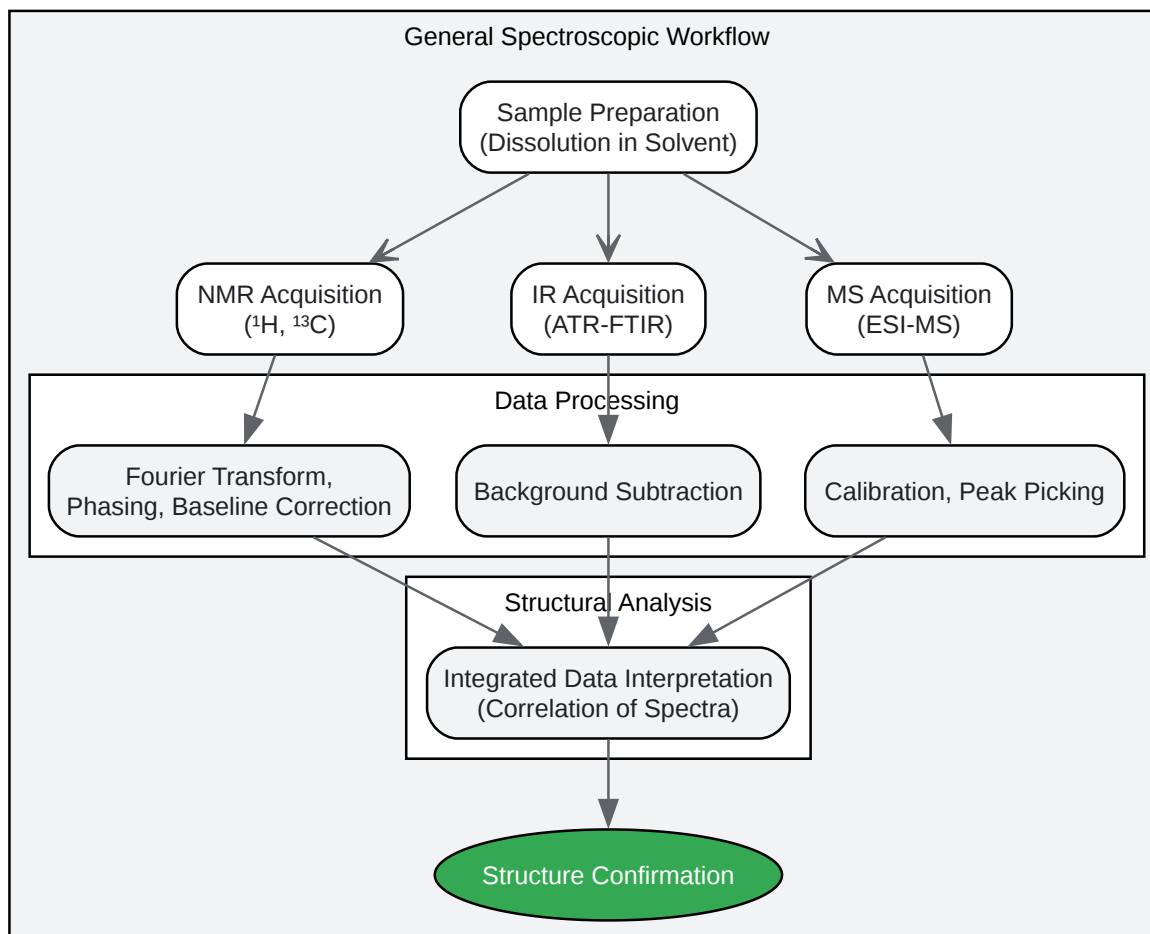 General Spectroscopic Workflow
Sample Preparation
(Dissolution in Solvent)
NMR Acquisition
(¹H, ¹³C)
IR Acquisition
(ATR-FTIR)
MS Acquisition
(ESI-MS)
Data Processing
Fourier Transform,
Phasing, Baseline Correction
Background Subtraction
Calibration, Peak Picking
Structural Analysis
Integrated Data Interpretation
(Correlation of Spectra)
Structure Confirmation